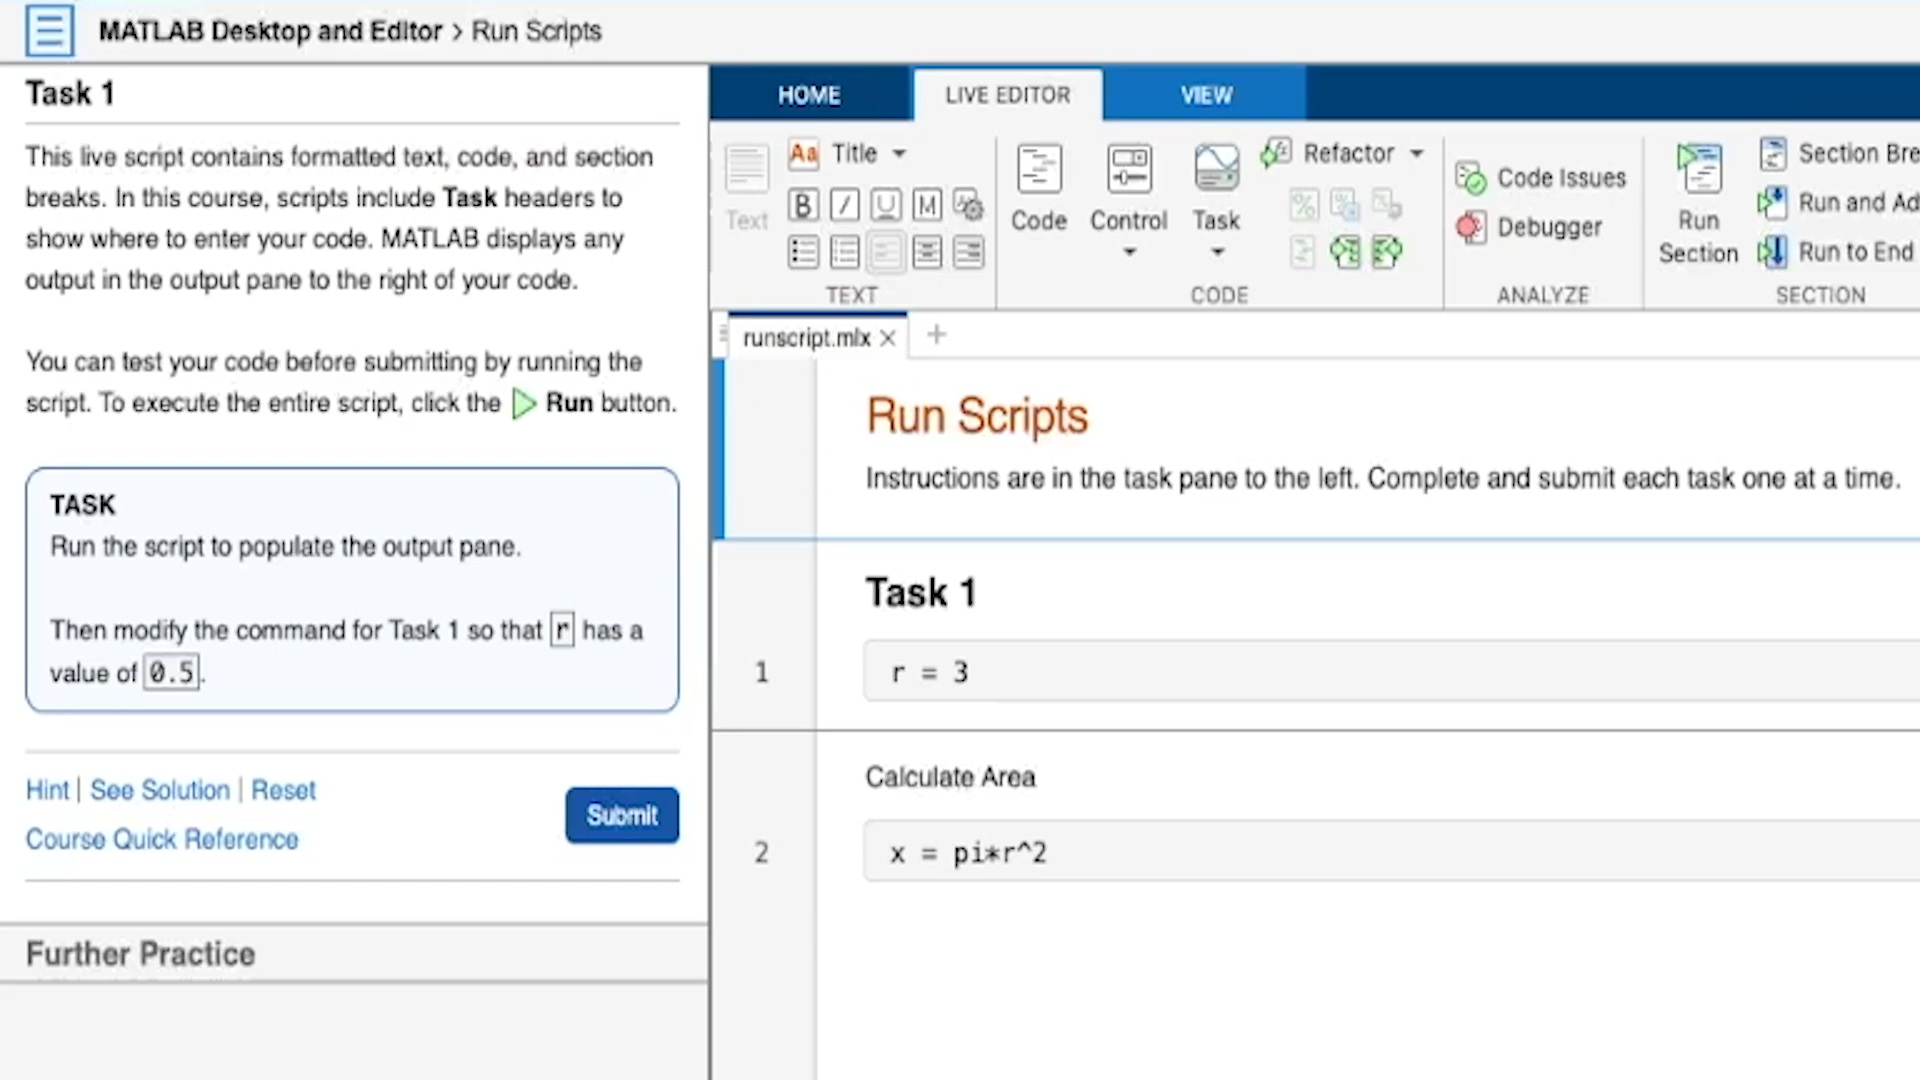 MATLAB Desktop and Editor > Run Scripts
Task 1
This live script contains formatted text, code, and section
breaks. In this course, scripts include Task headers to
show where to enter your code. MATLAB displays any
output in the output pane to the right of your code.
You can test your code before submitting by running the
script. To execute the entire script, click the Run button.
TASK
Run the script to populate the output pane.
Then modify the command for Task 1 so that r has a
value of 0.5.
Hint | See Solution | Reset
Course Quick Reference
Submit
Further Practice
HOME
LIVE EDITOR
VIEW
Text
Aa Title
B I U M
TEXT
Code
Control
Task
Refactor
CODE
Code Issues
Debugger
ANALYZE
Run
Section
Section Bre
Run and Ad
Run to End
SECTION
runscript.mlx
Run Scripts
Instructions are in the task pane to the left. Complete and submit each task one at a time.
Task 1
1 r = 3
Calculate Area
2 x = pi*r^2